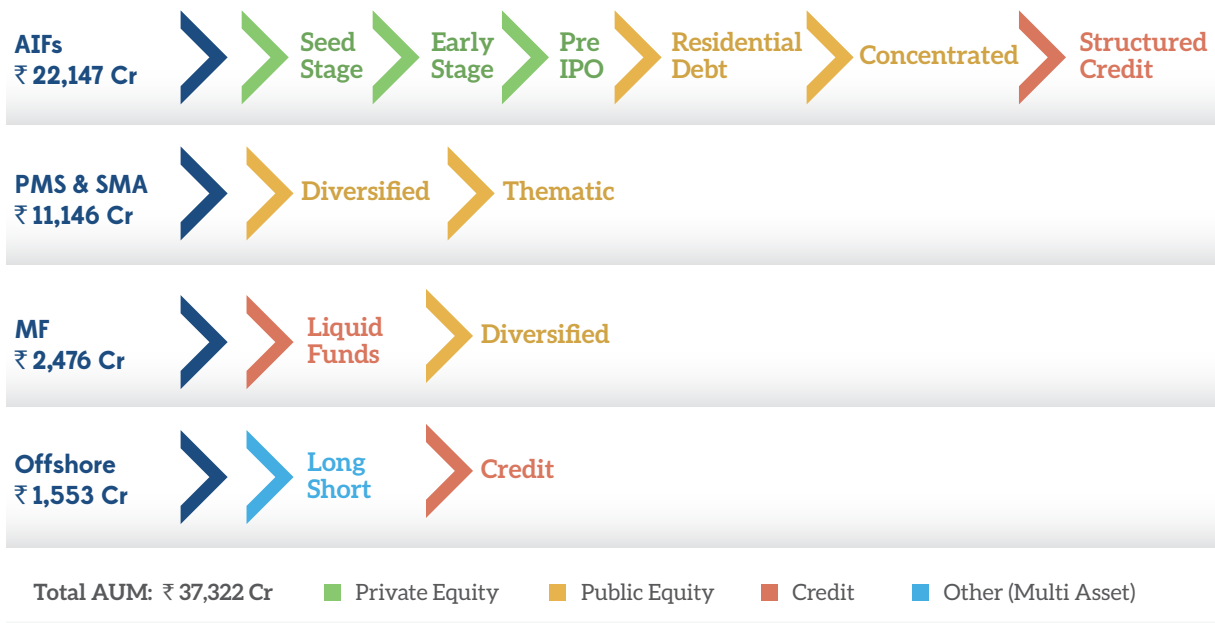 AIFs
₹ 22,147 Cr
Seed
Stage
Early
Stage
Pre
IPO
Residential
Debt
Concentrated
Structured
Credit
PMS & SMA
₹ 11,146 Cr
Diversified
Thematic
MF
₹ 2,476 Cr
Liquid
Funds
Diversified
Offshore
₹ 1,553 Cr
Long
Short
Credit
Total AUM: ₹ 37,322 Cr
Private Equity
Public Equity
Credit
Other (Multi Asset)